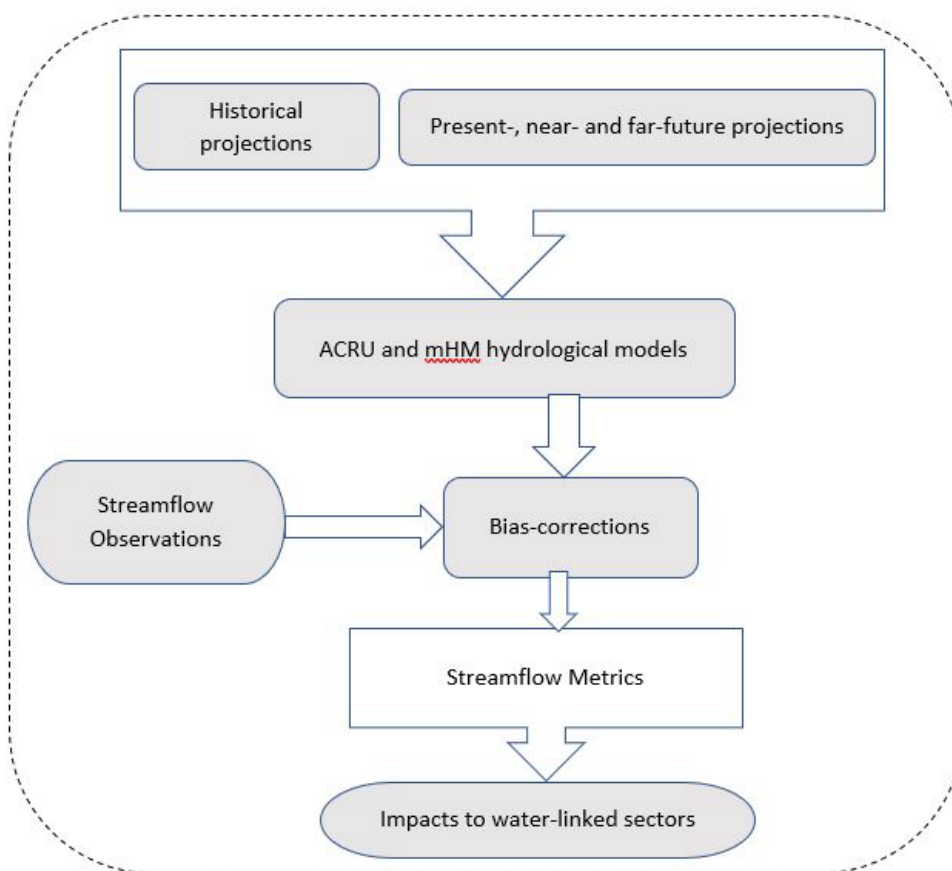 Historical
projections
Present-, near- and far-future projections
ACRU and mHM hydrological models
Streamflow
Observations
Bias-corrections
Streamflow Metrics
Impacts to water-linked sectors